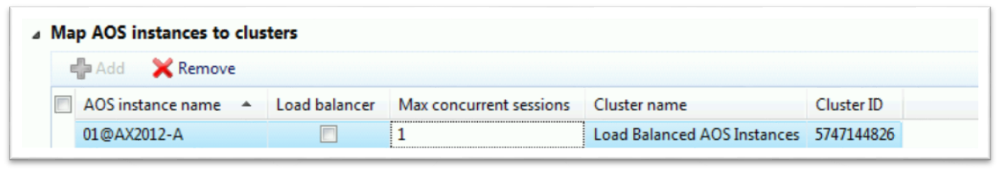 Map AOS instances to clusters
Add Remove
AOS instance name Load balancer Max concurrent sessions Cluster name Cluster ID
01@AX2012-A 1 Load Balanced AOS Instances 5747144826